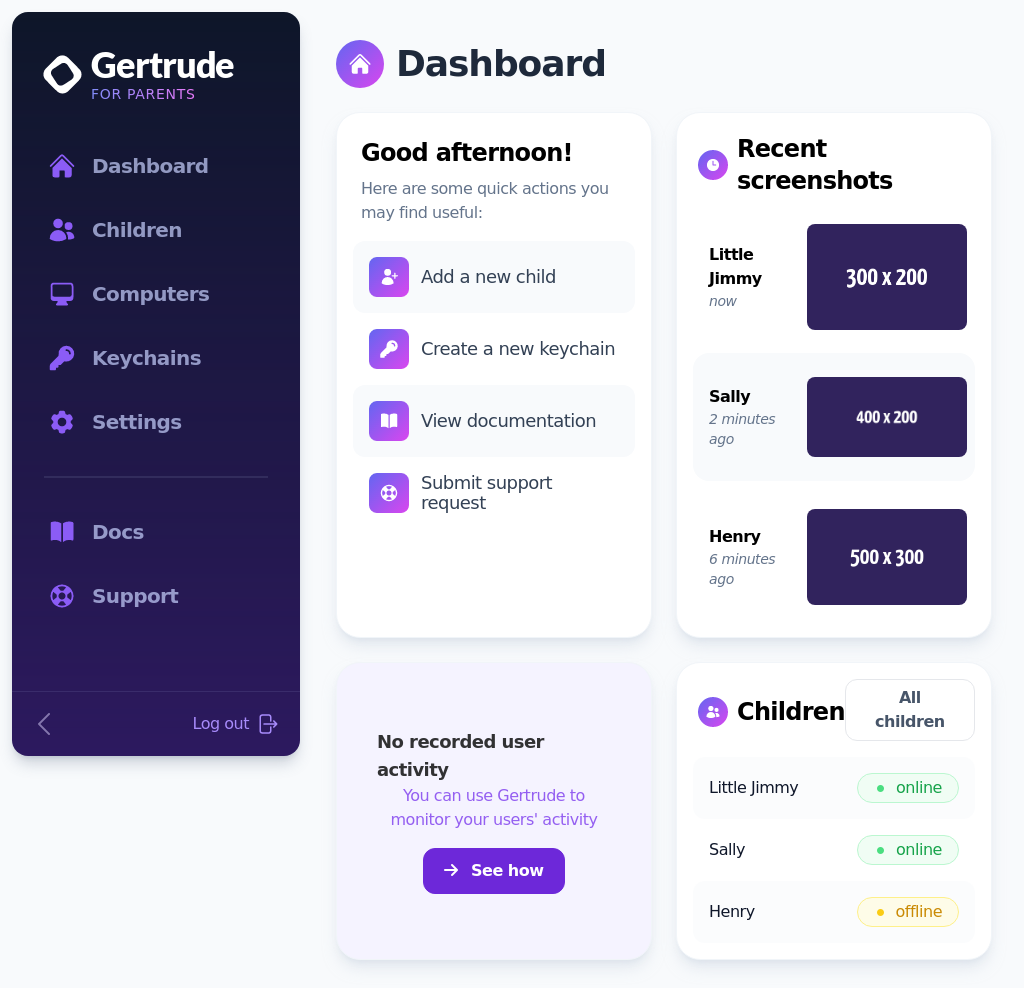 Gertrude
FOR PARENTS
Dashboard
Children
Computers
Keychains
Settings
Docs
Support
Log out
Dashboard
Good afternoon!
Here are some quick actions you
may find useful:
Add a new child
Create a new keychain
View documentation
Submit support
request
Recent
screenshots
Little
Jimmy
now
300 x 200
Sally
2 minutes
ago
400 x 200
Henry
6 minutes
ago
500 x 300
No recorded user
activity
You can use Gertrude to
monitor your users' activity
See how
Children
All
children
Little Jimmy
online
Sally
online
Henry
offline